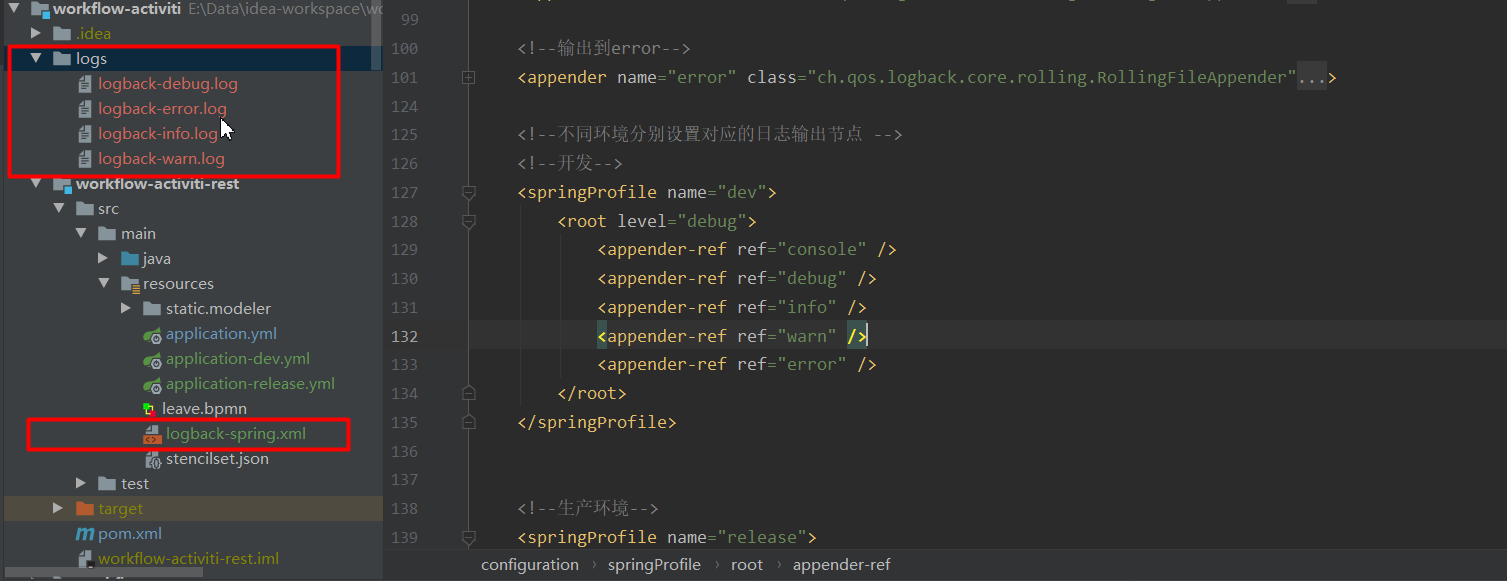 workflow-activiti E:\Data\idea-workspace\wo
.idea
logs
logback-debug.log
logback-error.log
logback-info.log
logback-warn.log
workflow-activiti-rest
src
main
java
resources
static.modeler
application.yml
application-dev.yml
application-release.yml
leave.bpmn
logback-spring.xml
stencilset.json
test
target
pom.xml
workflow-activiti-rest.iml
99
100 <!--输出到error-->
101 <appender name="error" class="ch.qos.logback.core.rolling.RollingFileAppender"...>
124
125 <!--不同环境分别设置对应的日志输出节点 -->
126 <!--开发-->
127 <springProfile name="dev">
128 <root level="debug">
129 <appender-ref ref="console" />
130 <appender-ref ref="debug" />
131 <appender-ref ref="info" />
132 <appender-ref ref="warn" />
133 <appender-ref ref="error" />
134 </root>
135 </springProfile>
136
137
138 <!--生产环境-->
139 <springProfile name="release">
configuration › springProfile › root › appender-ref